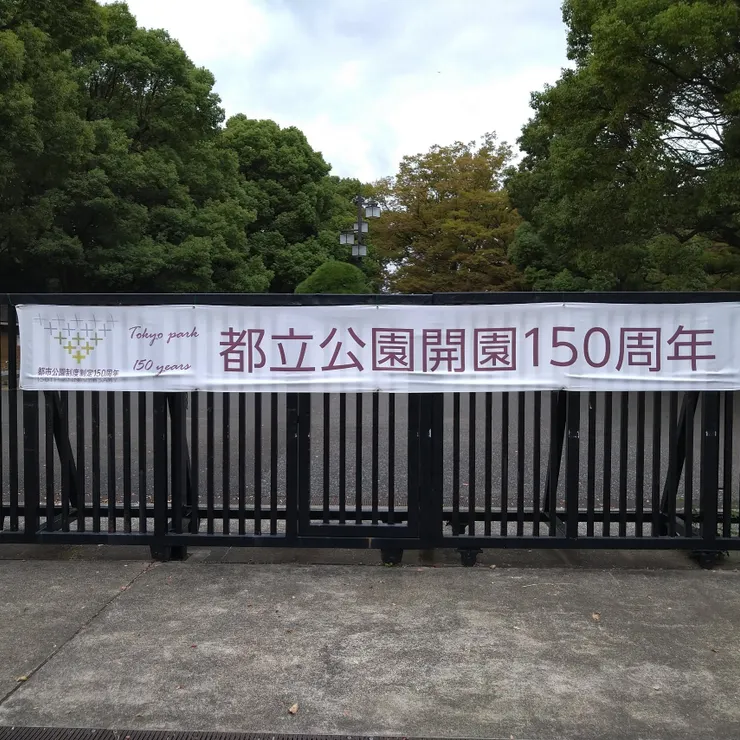 Tokyo park
150 years
都市公園制度制定150周年
都立公園開園150周年